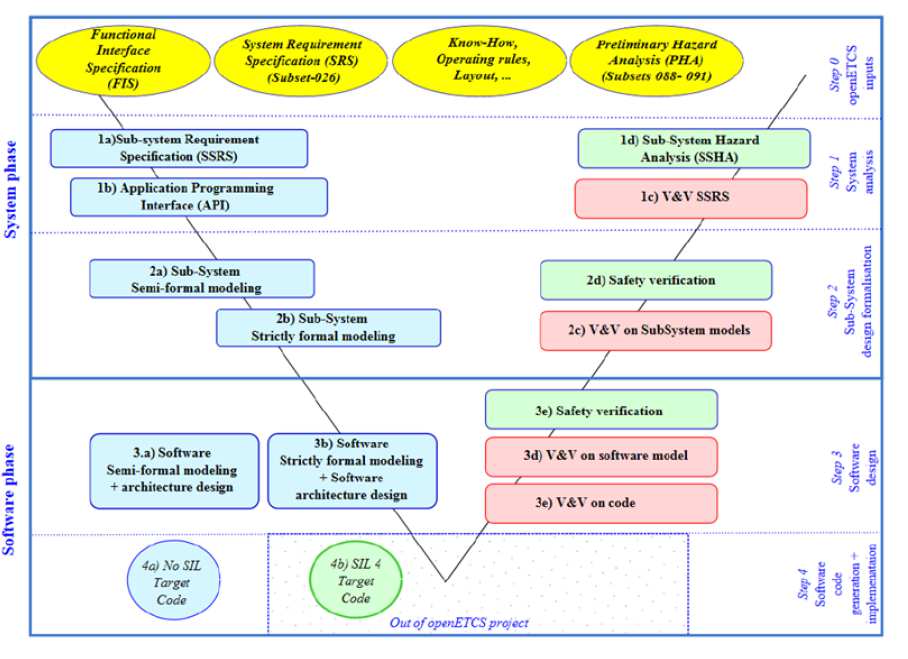 Functional
Interface
Specification
(FIS)
System Requirement
Specification (SRS)
(Subset-026)
Know-How,
Operating rules,
Layout, ...
Preliminary Hazard
Analysis (PHA)
(Subsets 088- 091)
Step 0
openETCS
inputs
System phase
1a)Sub-system Requirement
Specification (SSRS)
1b) Application Programming
Interface (API)
1d) Sub-System Hazard
Analysis (SSHA)
1c) V&V SSRS
Step 1
System
analysis
2a) Sub-System
Semi-formal modeling
2b) Sub-System
Strictly formal modeling
2d) Safety verification
2c) V&V on SubSystem models
Step 2
Sub-System
design formalisation
Software phase
3.a) Software
Semi-formal modeling
+ architecture design
3b) Software
Strictly formal modeling
+ Software
architecture design
3e) Safety verification
3d) V&V on software model
3e) V&V on code
Step 3
Software
design
4a) No SIL
Target
Code
4b) SIL 4
Target
Code
Out of openETCS project
Step 4
Software
code
generation +
implemenataion